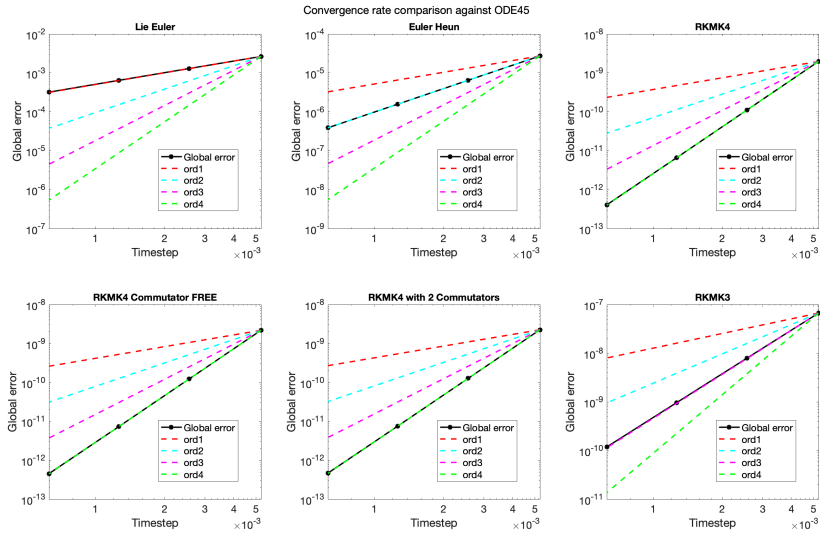 Convergence rate comparison against ODE45
Lie Euler
Global error
10^-2
10^-3
10^-4
10^-5
10^-6
10^-7
Global error
ord1
ord2
ord3
ord4
1 2 3 4 5
Timestep
×10^-3
Euler Heun
Global error
10^-4
10^-5
10^-6
10^-7
10^-8
10^-9
Global error
ord1
ord2
ord3
ord4
1 2 3 4 5
Timestep
×10^-3
RKMK4
Global error
10^-8
10^-9
10^-10
10^-11
10^-12
10^-13
Global error
ord1
ord2
ord3
ord4
1 2 3 4 5
Timestep
×10^-3
RKMK4 Commutator FREE
Global error
10^-8
10^-9
10^-10
10^-11
10^-12
10^-13
Global error
ord1
ord2
ord3
ord4
1 2 3 4 5
Timestep
×10^-3
RKMK4 with 2 Commutators
Global error
10^-8
10^-9
10^-10
10^-11
10^-12
10^-13
Global error
ord1
ord2
ord3
ord4
1 2 3 4 5
Timestep
×10^-3
RKMK3
Global error
10^-7
10^-8
10^-9
10^-10
10^-11
Global error
ord1
ord2
ord3
ord4
1 2 3 4 5
Timestep
×10^-3